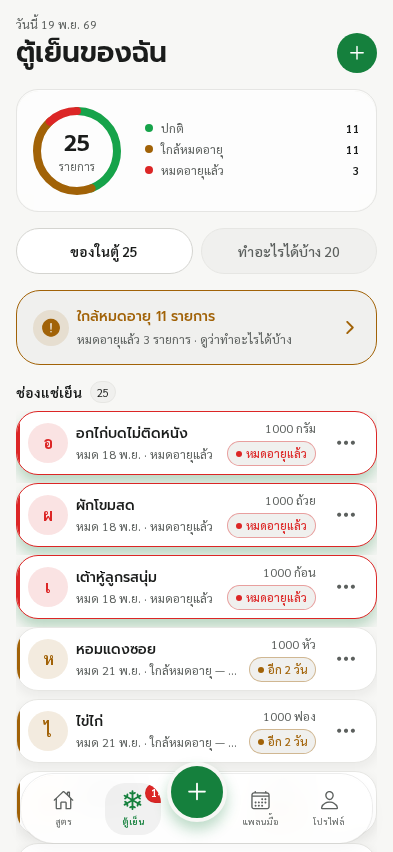 วันนี้ 19 พ.ย. 69
ตู้เย็นของฉัน
25
รายการ
ปกติ 11
ใกล้หมดอายุ 11
หมดอายุแล้ว 3
ของในตู้ 25
ทำอะไรได้บ้าง 20
ใกล้หมดอายุ 11 รายการ
หมดอายุแล้ว 3 รายการ · ดูว่าทำอะไรได้บ้าง
ช่องแช่เย็น 25
อ
อกไก่บดไม่ติดหนัง 1000 กรัม
หมด 18 พ.ย. · หมดอายุแล้ว หมดอายุแล้ว
ผ
ผักโขมสด 1000 ถ้วย
หมด 18 พ.ย. · หมดอายุแล้ว หมดอายุแล้ว
เ
เต้าหู้ลูกรสนุ่ม 1000 ก้อน
หมด 18 พ.ย. · หมดอายุแล้ว หมดอายุแล้ว
ห
หอมแดงซอย 1000 หัว
หมด 21 พ.ย. · ใกล้หมดอายุ — ... อีก 2 วัน
ไ
ไข่ไก่ 1000 ฟอง
หมด 21 พ.ย. · ใกล้หมดอายุ — ... อีก 2 วัน
สูตร
ตู้เย็น
แพลนมื้อ
โปรไฟล์